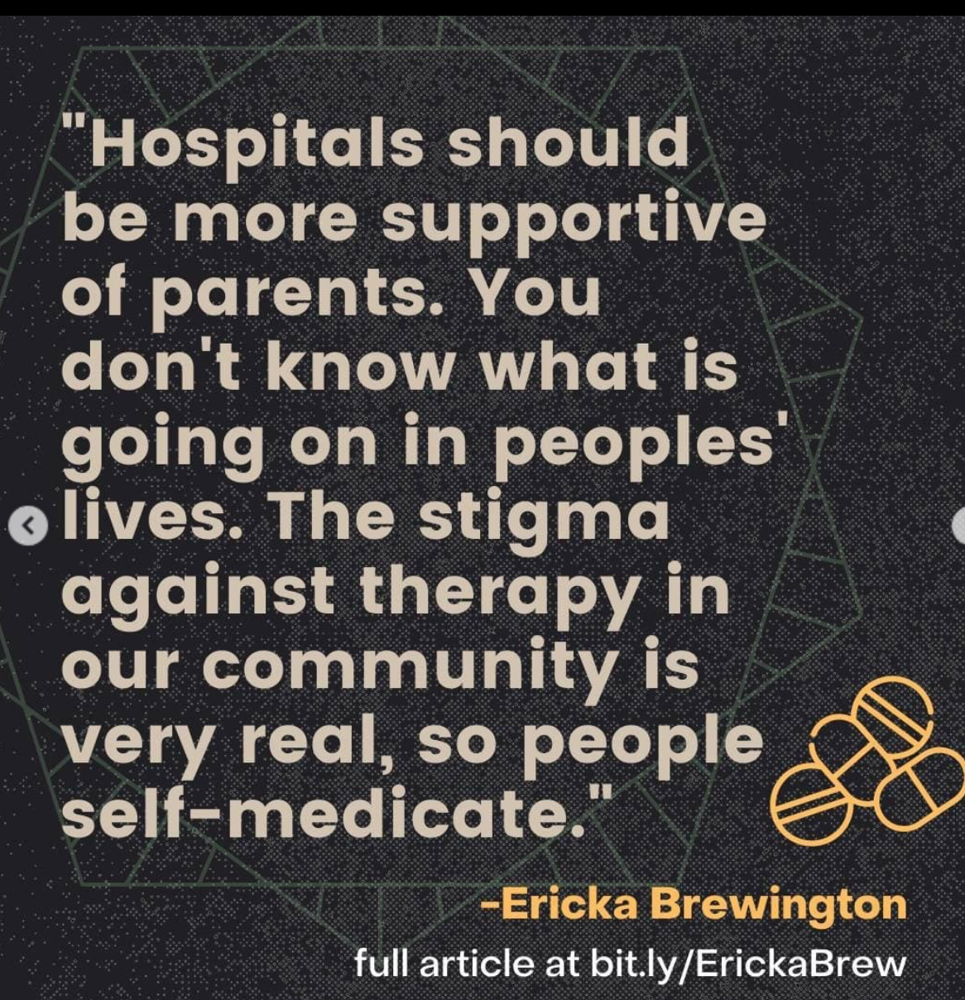 "Hospitals should
be more supportive
of parents. You
don't know what is
going on in peoples'
lives. The stigma
against therapy in
our community is
very real, so people
self-medicate."
-Ericka Brewington
full article at bit.ly/ErickaBrew